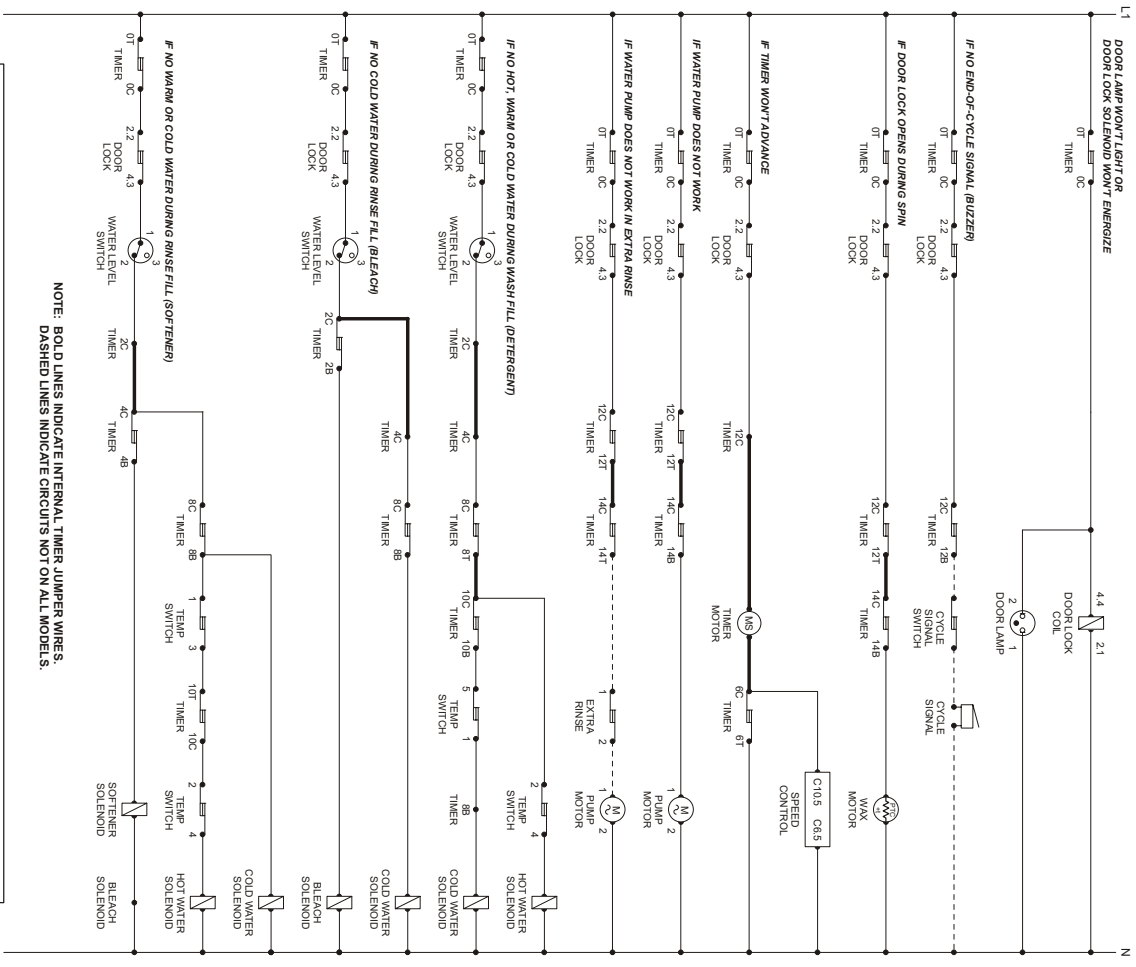 L1
N
DOOR LAMP WON'T LIGHT OR
DOOR LOCK SOLENOID WON'T ENERGIZE
0T 0C
TIMER
4.4 2.1
DOOR LOCK
COIL
2 1
DOOR LAMP
IF NO END-OF-CYCLE SIGNAL (BUZZER)
0T 0C 2.2 4.3 12C 12B
TIMER DOOR
LOCK
TIMER CYCLE
SIGNAL
SWITCH
CYCLE
SIGNAL
IF DOOR LOCK OPENS DURING SPIN
0T 0C 2.2 4.3 12C 12T 14C 14B
PTC
TIMER DOOR
LOCK
TIMER TIMER WAX
MOTOR
C10.5 C6.5
SPEED
CONTROL
IF TIMER WON'T ADVANCE
0T 0C 2.2 4.3 12C MS 6C 6T
TIMER DOOR
LOCK
TIMER TIMER
MOTOR
TIMER
IF WATER PUMP DOES NOT WORK
0T 0C 2.2 4.3 12C 12T 14C 14B 1 M 2
TIMER DOOR
LOCK
TIMER TIMER PUMP
MOTOR
IF WATER PUMP DOES NOT WORK IN EXTRA RINSE
0T 0C 2.2 4.3 12C 12T 14C 14T 1 2 1 M 2
TIMER DOOR
LOCK
TIMER TIMER EXTRA
RINSE
PUMP
MOTOR
2 4
TEMP
SWITCH
HOT WATER
SOLENOID
IF NO HOT, WARM OR COLD WATER DURING WASH FILL (DETERGENT)
0T 0C 2.2 4.3 1 3 2 2C 4C 8C 8T 10C 10B 5 1 8B
TIMER DOOR
LOCK
WATER LEVEL
SWITCH
TIMER TIMER TIMER TIMER TEMP
SWITCH
TIMER COLD WATER
SOLENOID
4C 8C 8B
TIMER TIMER COLD WATER
SOLENOID
IF NO COLD WATER DURING RINSE FILL (BLEACH)
0T 0C 2.2 4.3 1 3 2 2C 2B
TIMER DOOR
LOCK
WATER LEVEL
SWITCH
TIMER BLEACH
SOLENOID
COLD WATER
SOLENOID
8C 8B 1 3 10T 10C 2 4
TIMER TEMP
SWITCH
TIMER TEMP
SWITCH
HOT WATER
SOLENOID
IF NO WARM OR COLD WATER DURING RINSE FILL (SOFTENER)
0T 0C 2.2 4.3 1 3 2 2C 4C 4B
TIMER DOOR
LOCK
WATER LEVEL
SWITCH
TIMER TIMER SOFTENER
SOLENOID
BLEACH
SOLENOID
NOTE: BOLD LINES INDICATE INTERNAL TIMER JUMPER WIRES.
DASHED LINES INDICATE CIRCUITS NOT ON ALL MODELS.